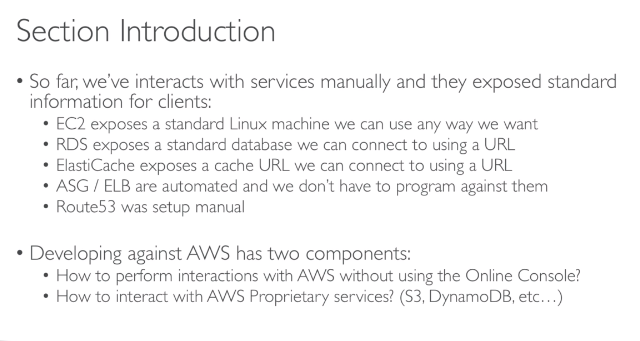 Section Introduction
• So far, we've interacts with services manually and they exposed standard
information for clients:
• EC2 exposes a standard Linux machine we can use any way we want
• RDS exposes a standard database we can connect to using a URL
• ElastiCache exposes a cache URL we can connect to using a URL
• ASG / ELB are automated and we don't have to program against them
• Route53 was setup manual
• Developing against AWS has two components:
• How to perform interactions with AWS without using the Online Console?
• How to interact with AWS Proprietary services? (S3, DynamoDB, etc…)